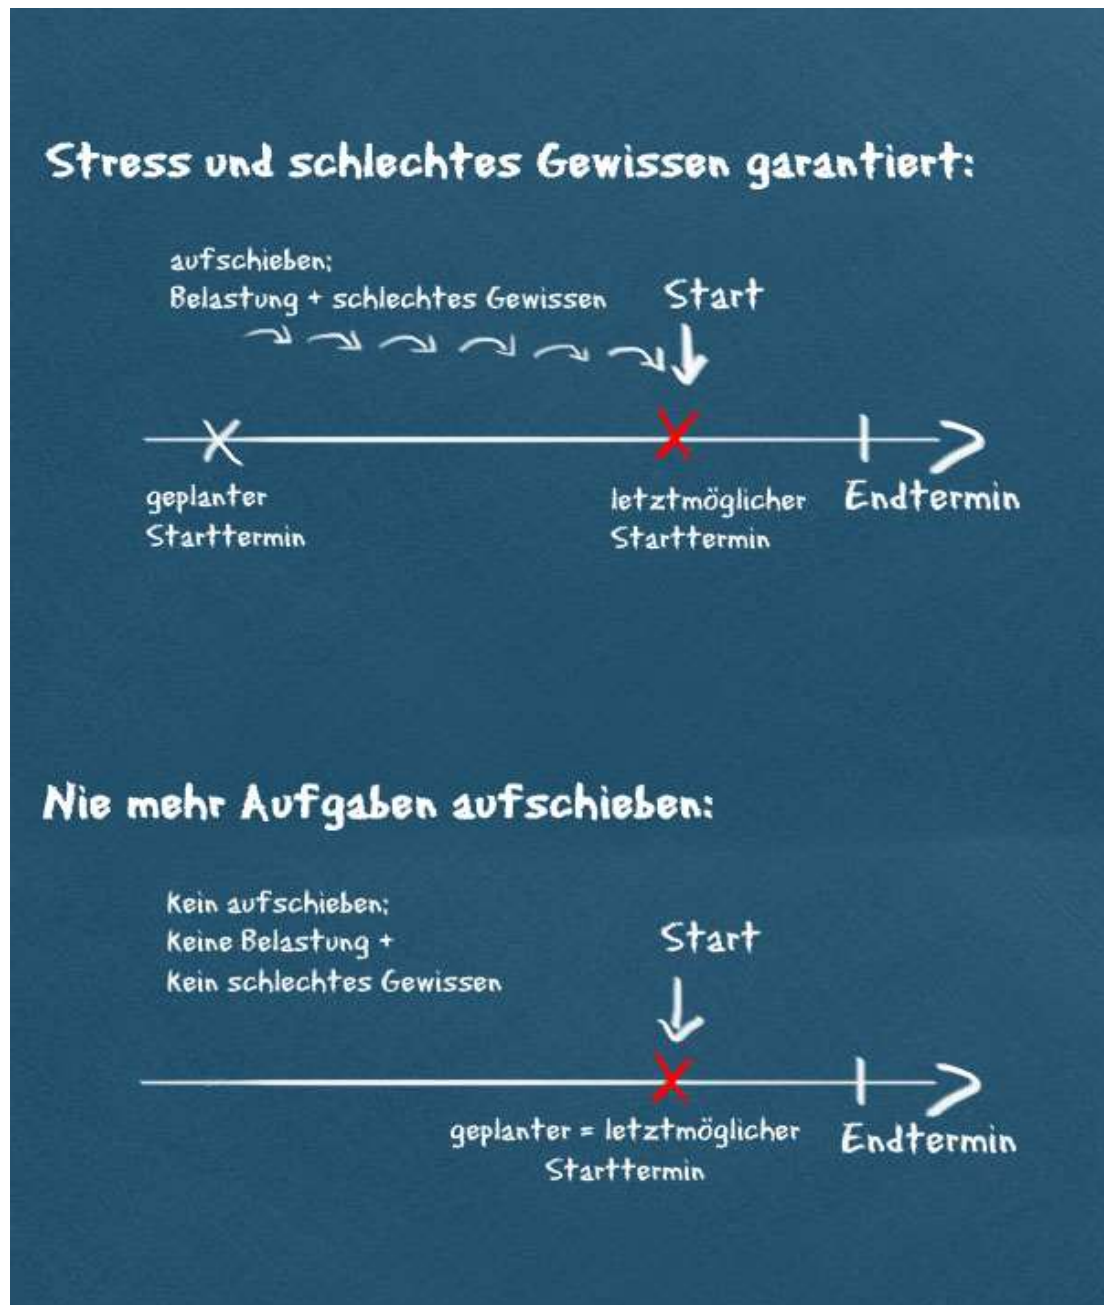 Stress und schlechtes Gewissen garantiert:
aufschieben:
Belastung + schlechtes Gewissen
Start
geplanter
Starttermin
letztmöglicher
Starttermin
Endtermin
Nie mehr Aufgaben aufschieben:
Kein aufschieben:
Keine Belastung +
Kein schlechtes Gewissen
Start
geplanter = letztmöglicher
Starttermin
Endtermin